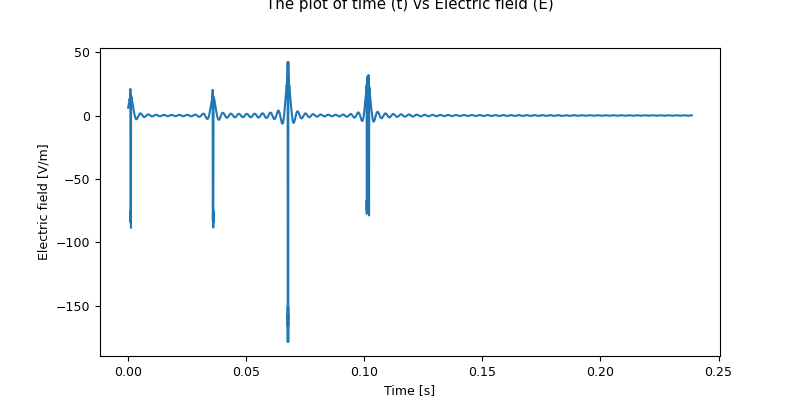 The plot of time (t) vs Electric field (E)
50
0
−50
−100
−150
Electric field [V/m]
0.00 0.05 0.10 0.15 0.20 0.25
Time [s]